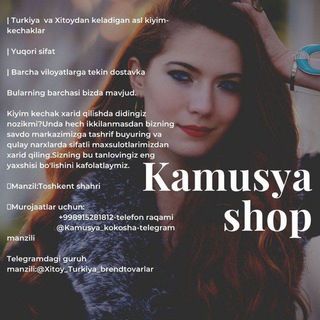 | Turkiya va Xitoydan keladigan asl kiyim-
kechaklar
| Yuqori sifat
| Barcha viloyatlarga tekin dostavka
Bularning barchasi bizda mavjud.
Kiyim kechak xarid qilishda didingiz
nozikmi?Unda hech ikkilanmasdan bizning
savdo markazimizga tashrif buyuring va
qulay narxlarda sifatli maxsulotlarimizdan
xarid qiling.Sizning bu tanlovingiz eng
yaxshisi bo'lishini kafolatlaymiz.
Manzil:Toshkent shahri
Murojaatlar uchun:
+998915281812-telefon raqami
@Kamusya_kokosha-telegram
manzili
Telegramdagi guruh
manzili:@Xitoy_Turkiya_brendtovarlar
Kamusya
shop